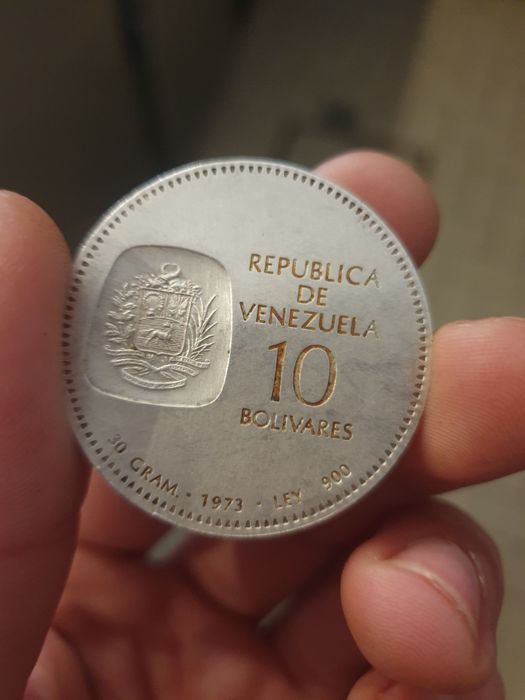 REPUBLICA
DE
VENEZUELA
10
BOLIVARES
30 GRAM. · 1973 · LEY 900